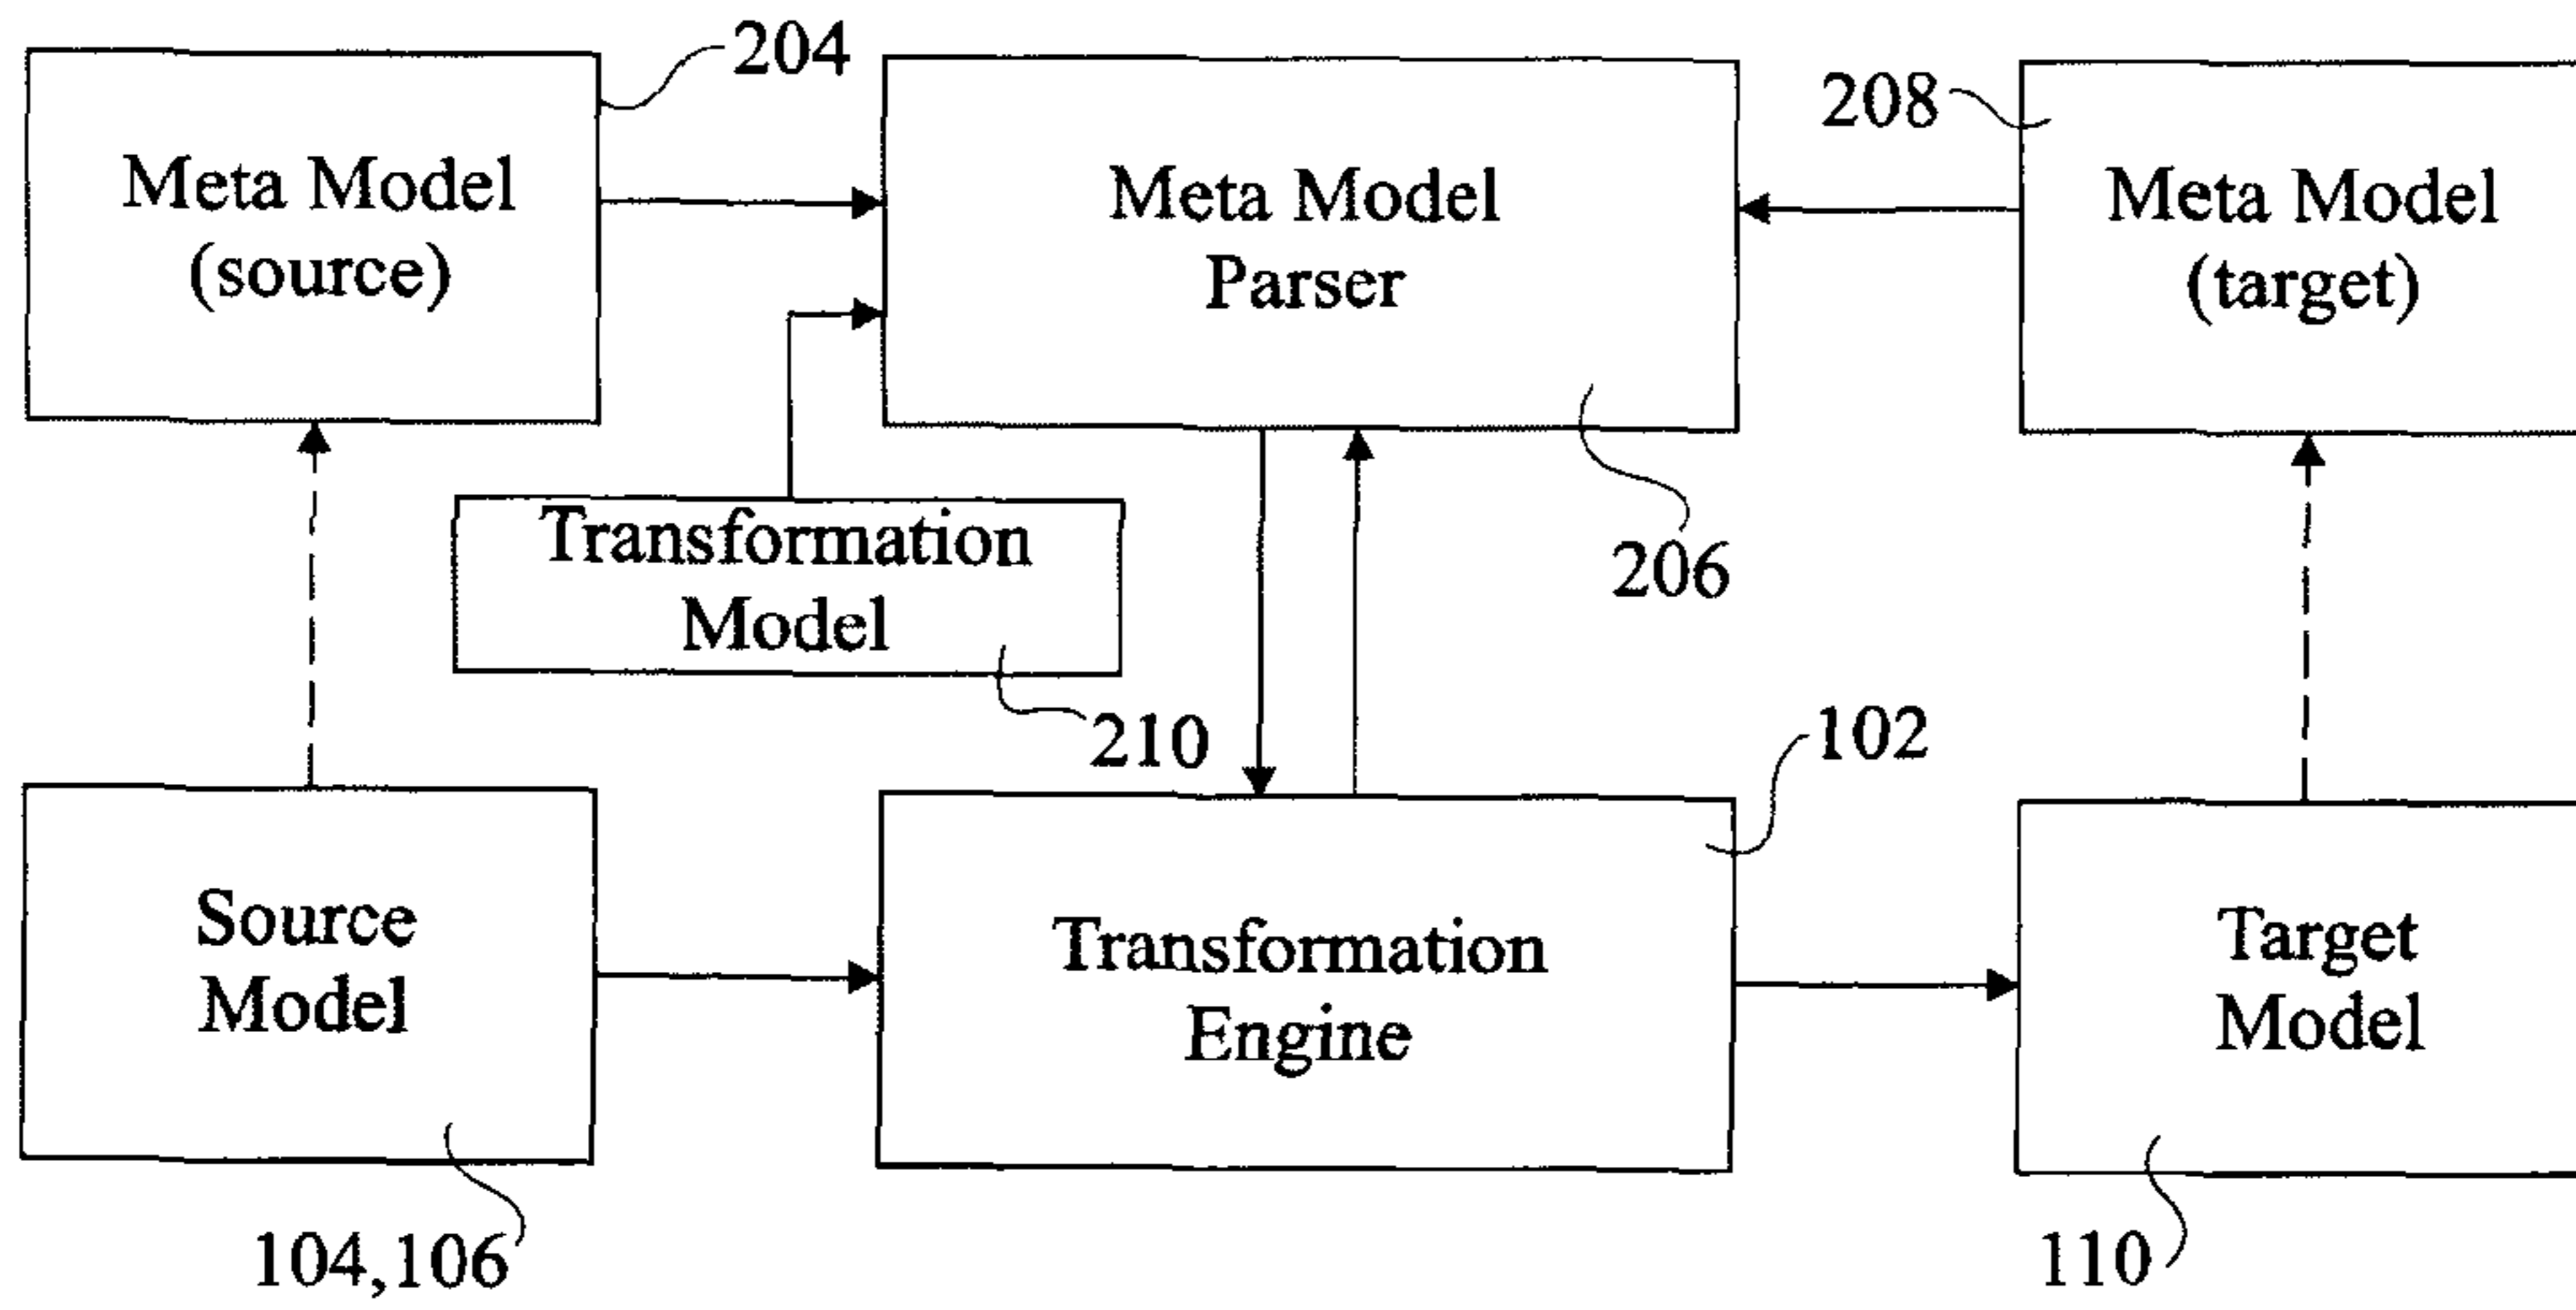 204
Meta Model
(source)
Meta Model
Parser
208
Meta Model
(target)
Transformation
Model
206
210
102
Source
Model
Transformation
Engine
Target
Model
104,106
110